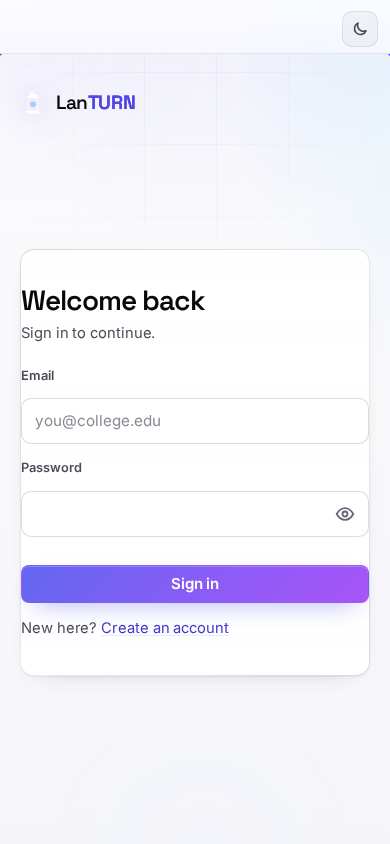 LanTURN
Welcome back
Sign in to continue.
Email
you@college.edu
Password
Sign in
New here? Create an account